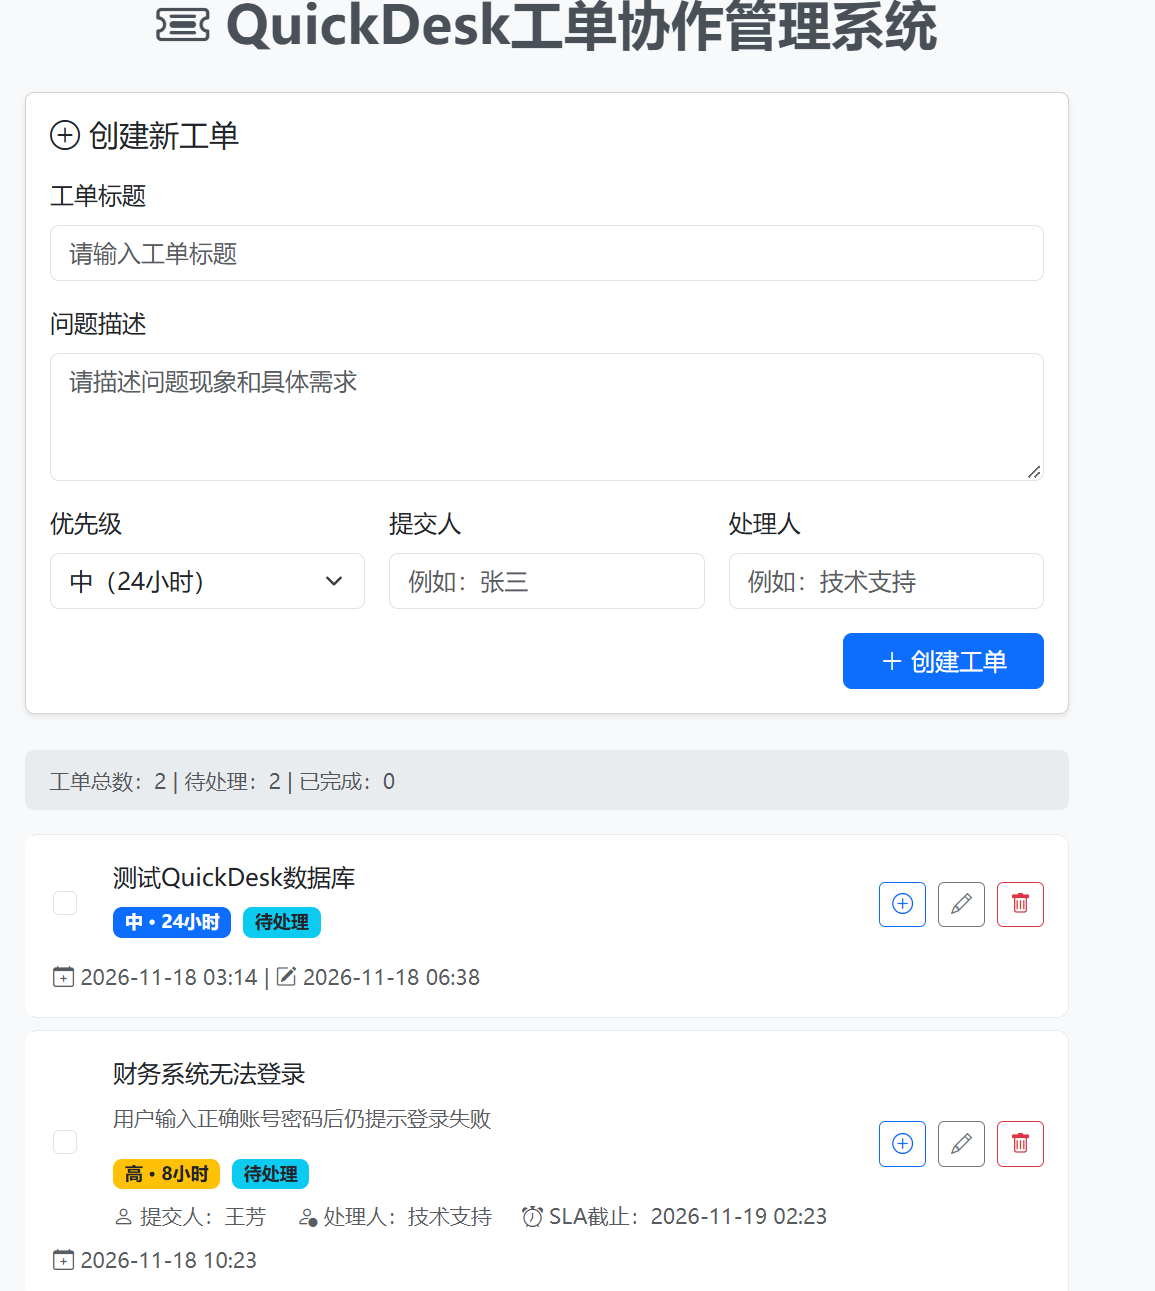 QuickDesk工单协作管理系统
创建新工单
工单标题
请输入工单标题
问题描述
请描述问题现象和具体需求
优先级 提交人 处理人
中（24小时） 例如：张三 例如：技术支持
创建工单
工单总数：2 | 待处理：2 | 已完成：0
测试QuickDesk数据库
中・24小时 待处理
2026-11-18 03:14 | 2026-11-18 06:38
财务系统无法登录
用户输入正确账号密码后仍提示登录失败
高・8小时 待处理
提交人：王芳 处理人：技术支持 SLA截止：2026-11-19 02:23
2026-11-18 10:23